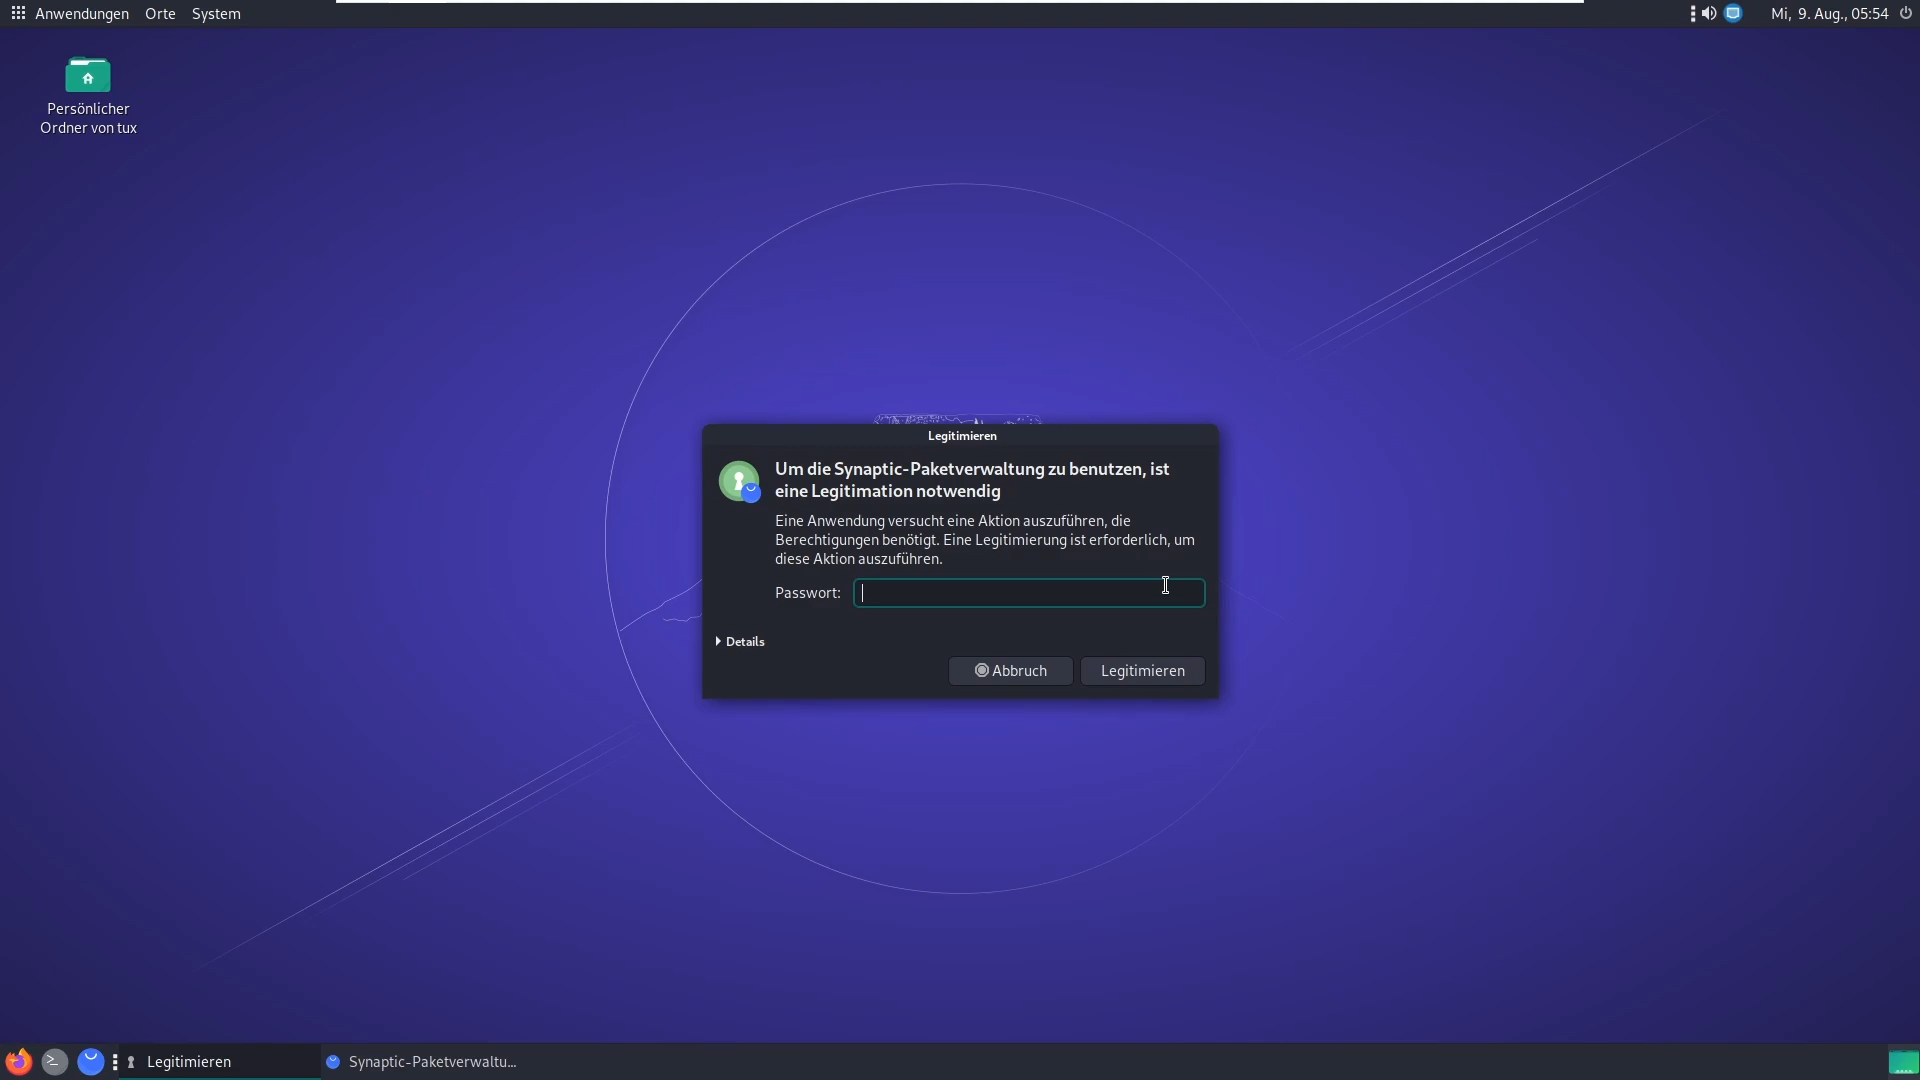 Anwendungen Orte System
Mi, 9. Aug., 05:54
Persönlicher
Ordner von tux
Legitimieren
Um die Synaptic-Paketverwaltung zu benutzen, ist
eine Legitimation notwendig
Eine Anwendung versucht eine Aktion auszuführen, die
Berechtigungen benötigt. Eine Legitimierung ist erforderlich, um
diese Aktion auszuführen.
Passwort:
Details
Abbruch
Legitimieren
Legitimieren
Synaptic-Paketverwaltu...